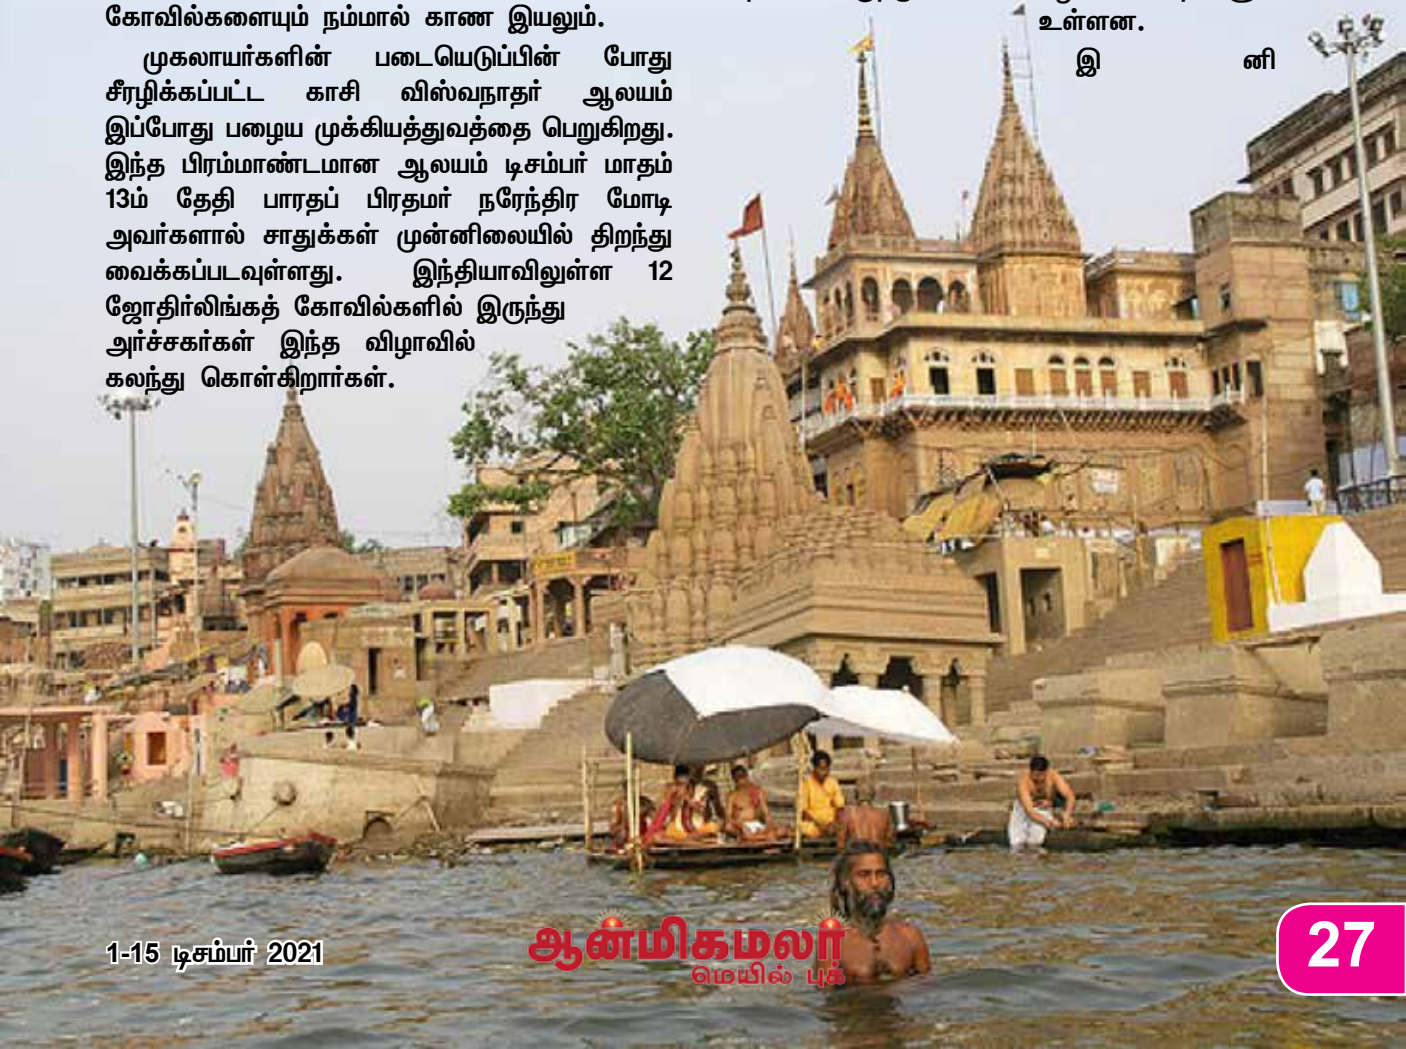 கோவில்களையும் நம்மால் காண இயலும்.
முகலாயர்களின் படையெடுப்பின் போது
சீரழிக்கப்பட்ட காசி விஸ்வநாதர் ஆலயம்
இப்போது பழைய முக்கியத்துவத்தை பெறுகிறது.
இந்த பிரம்மாண்டமான ஆலயம் டிசம்பர் மாதம்
13ம் தேதி பாரதப் பிரதமர் நரேந்திர மோடி
அவர்களால் சாதுக்கள் முன்னிலையில் திறந்து
வைக்கப்படவுள்ளது. இந்தியாவிலுள்ள 12
ஜோதிர்லிங்கத் கோவில்களில் இருந்து
அர்ச்சகர்கள் இந்த விழாவில்
கலந்து கொள்கிறார்கள்.
உள்ளன.
இ னி
1-15 டிசம்பர் 2021
ஆன்மிகமலர்
மெயில் புக்
27